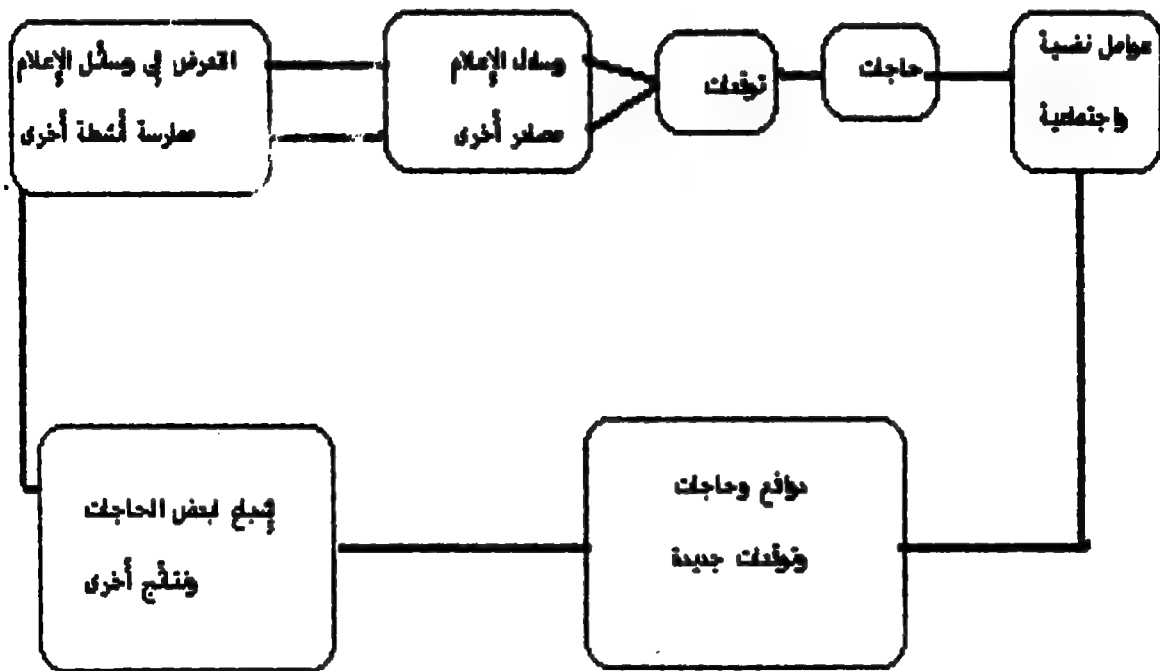 عوامل نفسية
واجتماعية
حاجات
توقعات
وسائل الإعلام
مصادر أخرى
التعرض إلى وسائل الإعلام
ممارسة أنشطة أخرى
إشباع لبعض الحاجات
ونتائج أخرى
دوافع وحاجات
وتوقعات جديدة